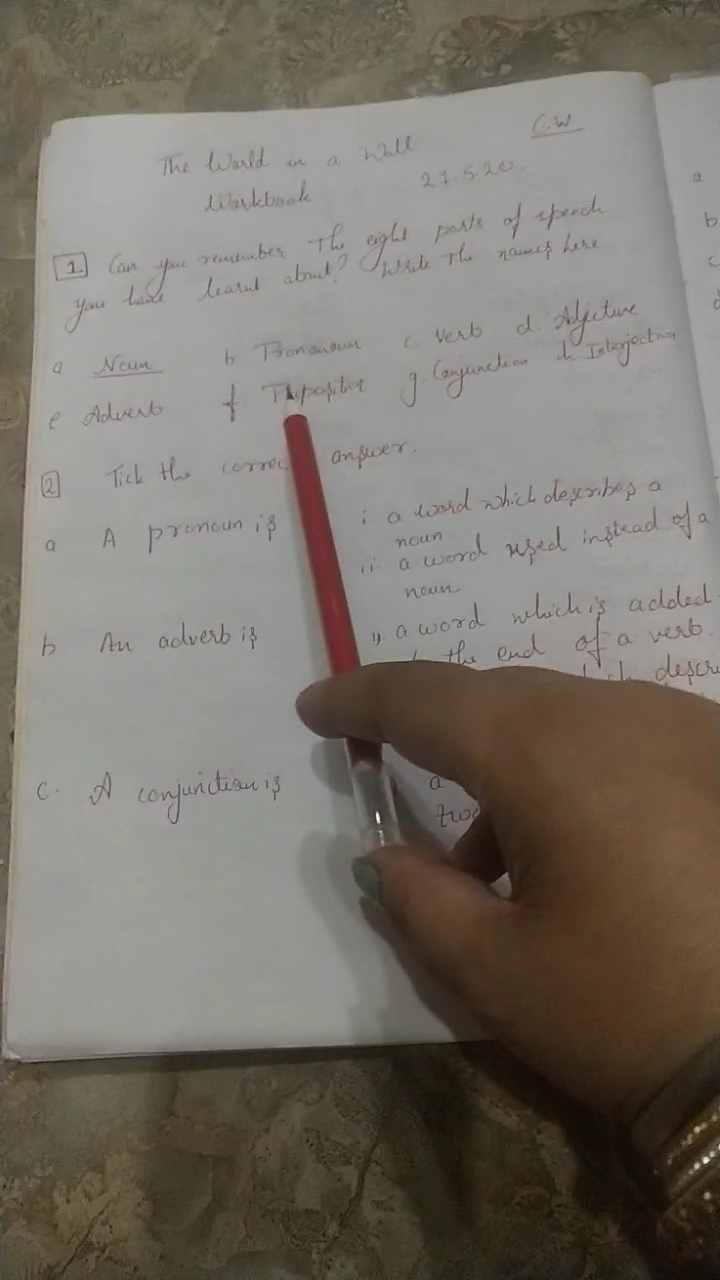 C.W
The World in a Wall
Workbook 27.5.20.
1. Can you remember The eight parts of speech
you have learnt about? Write The names here
a Noun b Pronoun c. Verb d. Adjective
e Adverb f. Preposition g. Conjunction h. Interjection
2 Tick the correct answer.
a A pronoun is i. a word which describes a
noun.
ii. a word used instead of a
noun
b An adverb is i. a word which is added
the end of a verb.
descri
c. A conjunction is a
two
a
b
c
d